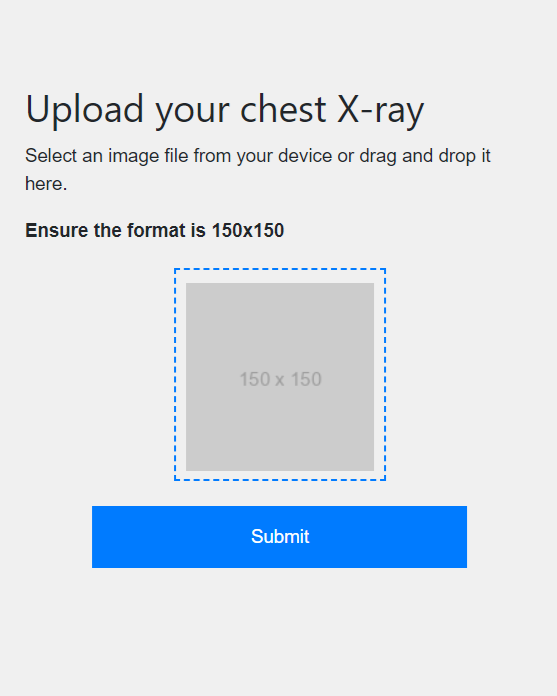 Upload your chest X-ray
Select an image file from your device or drag and drop it
here.
Ensure the format is 150x150
150 x 150
Submit